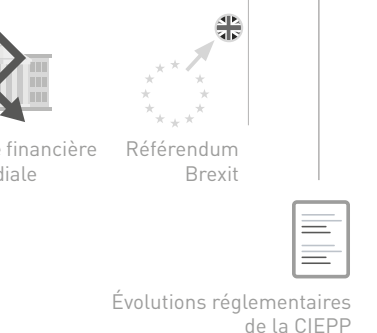 financière
diale
Référendum
Brexit
Évolutions réglementaires
de la CIEPP